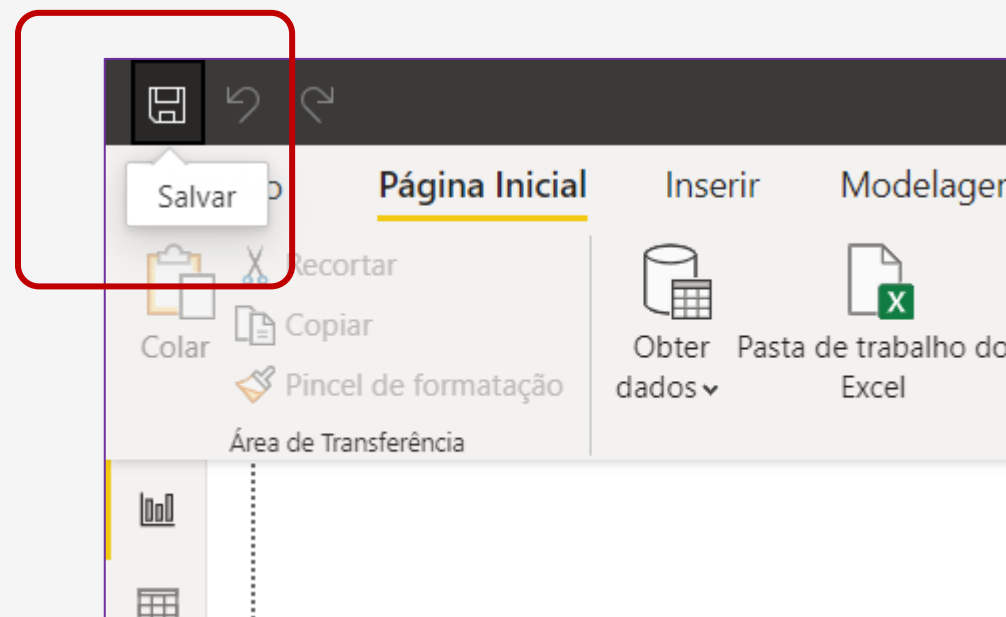 Salvar
Página Inicial
Inserir
Modelagem
Colar
Recortar
Copiar
Pincel de formatação
Área de Transferência
Obter
dados
Pasta de trabalho do
Excel
X